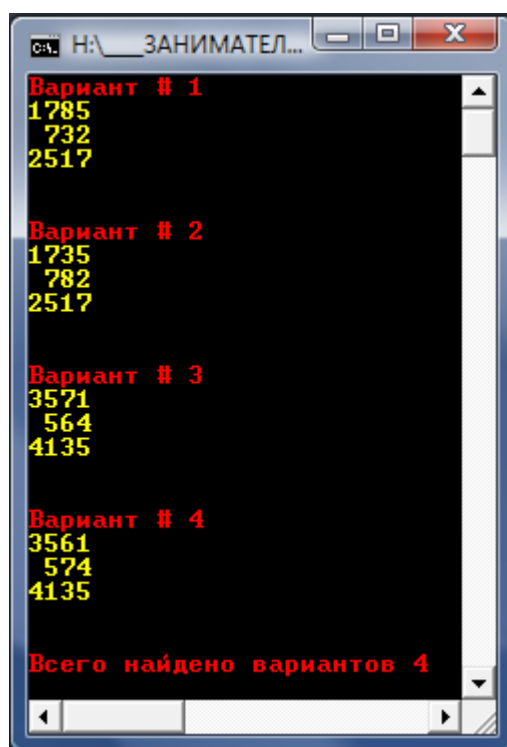 H:\___ЗАНИМАТЕЛ...
Вариант # 1
1785
732
2517
Вариант # 2
1735
782
2517
Вариант # 3
3571
564
4135
Вариант # 4
3561
574
4135
Всего найдено вариантов 4